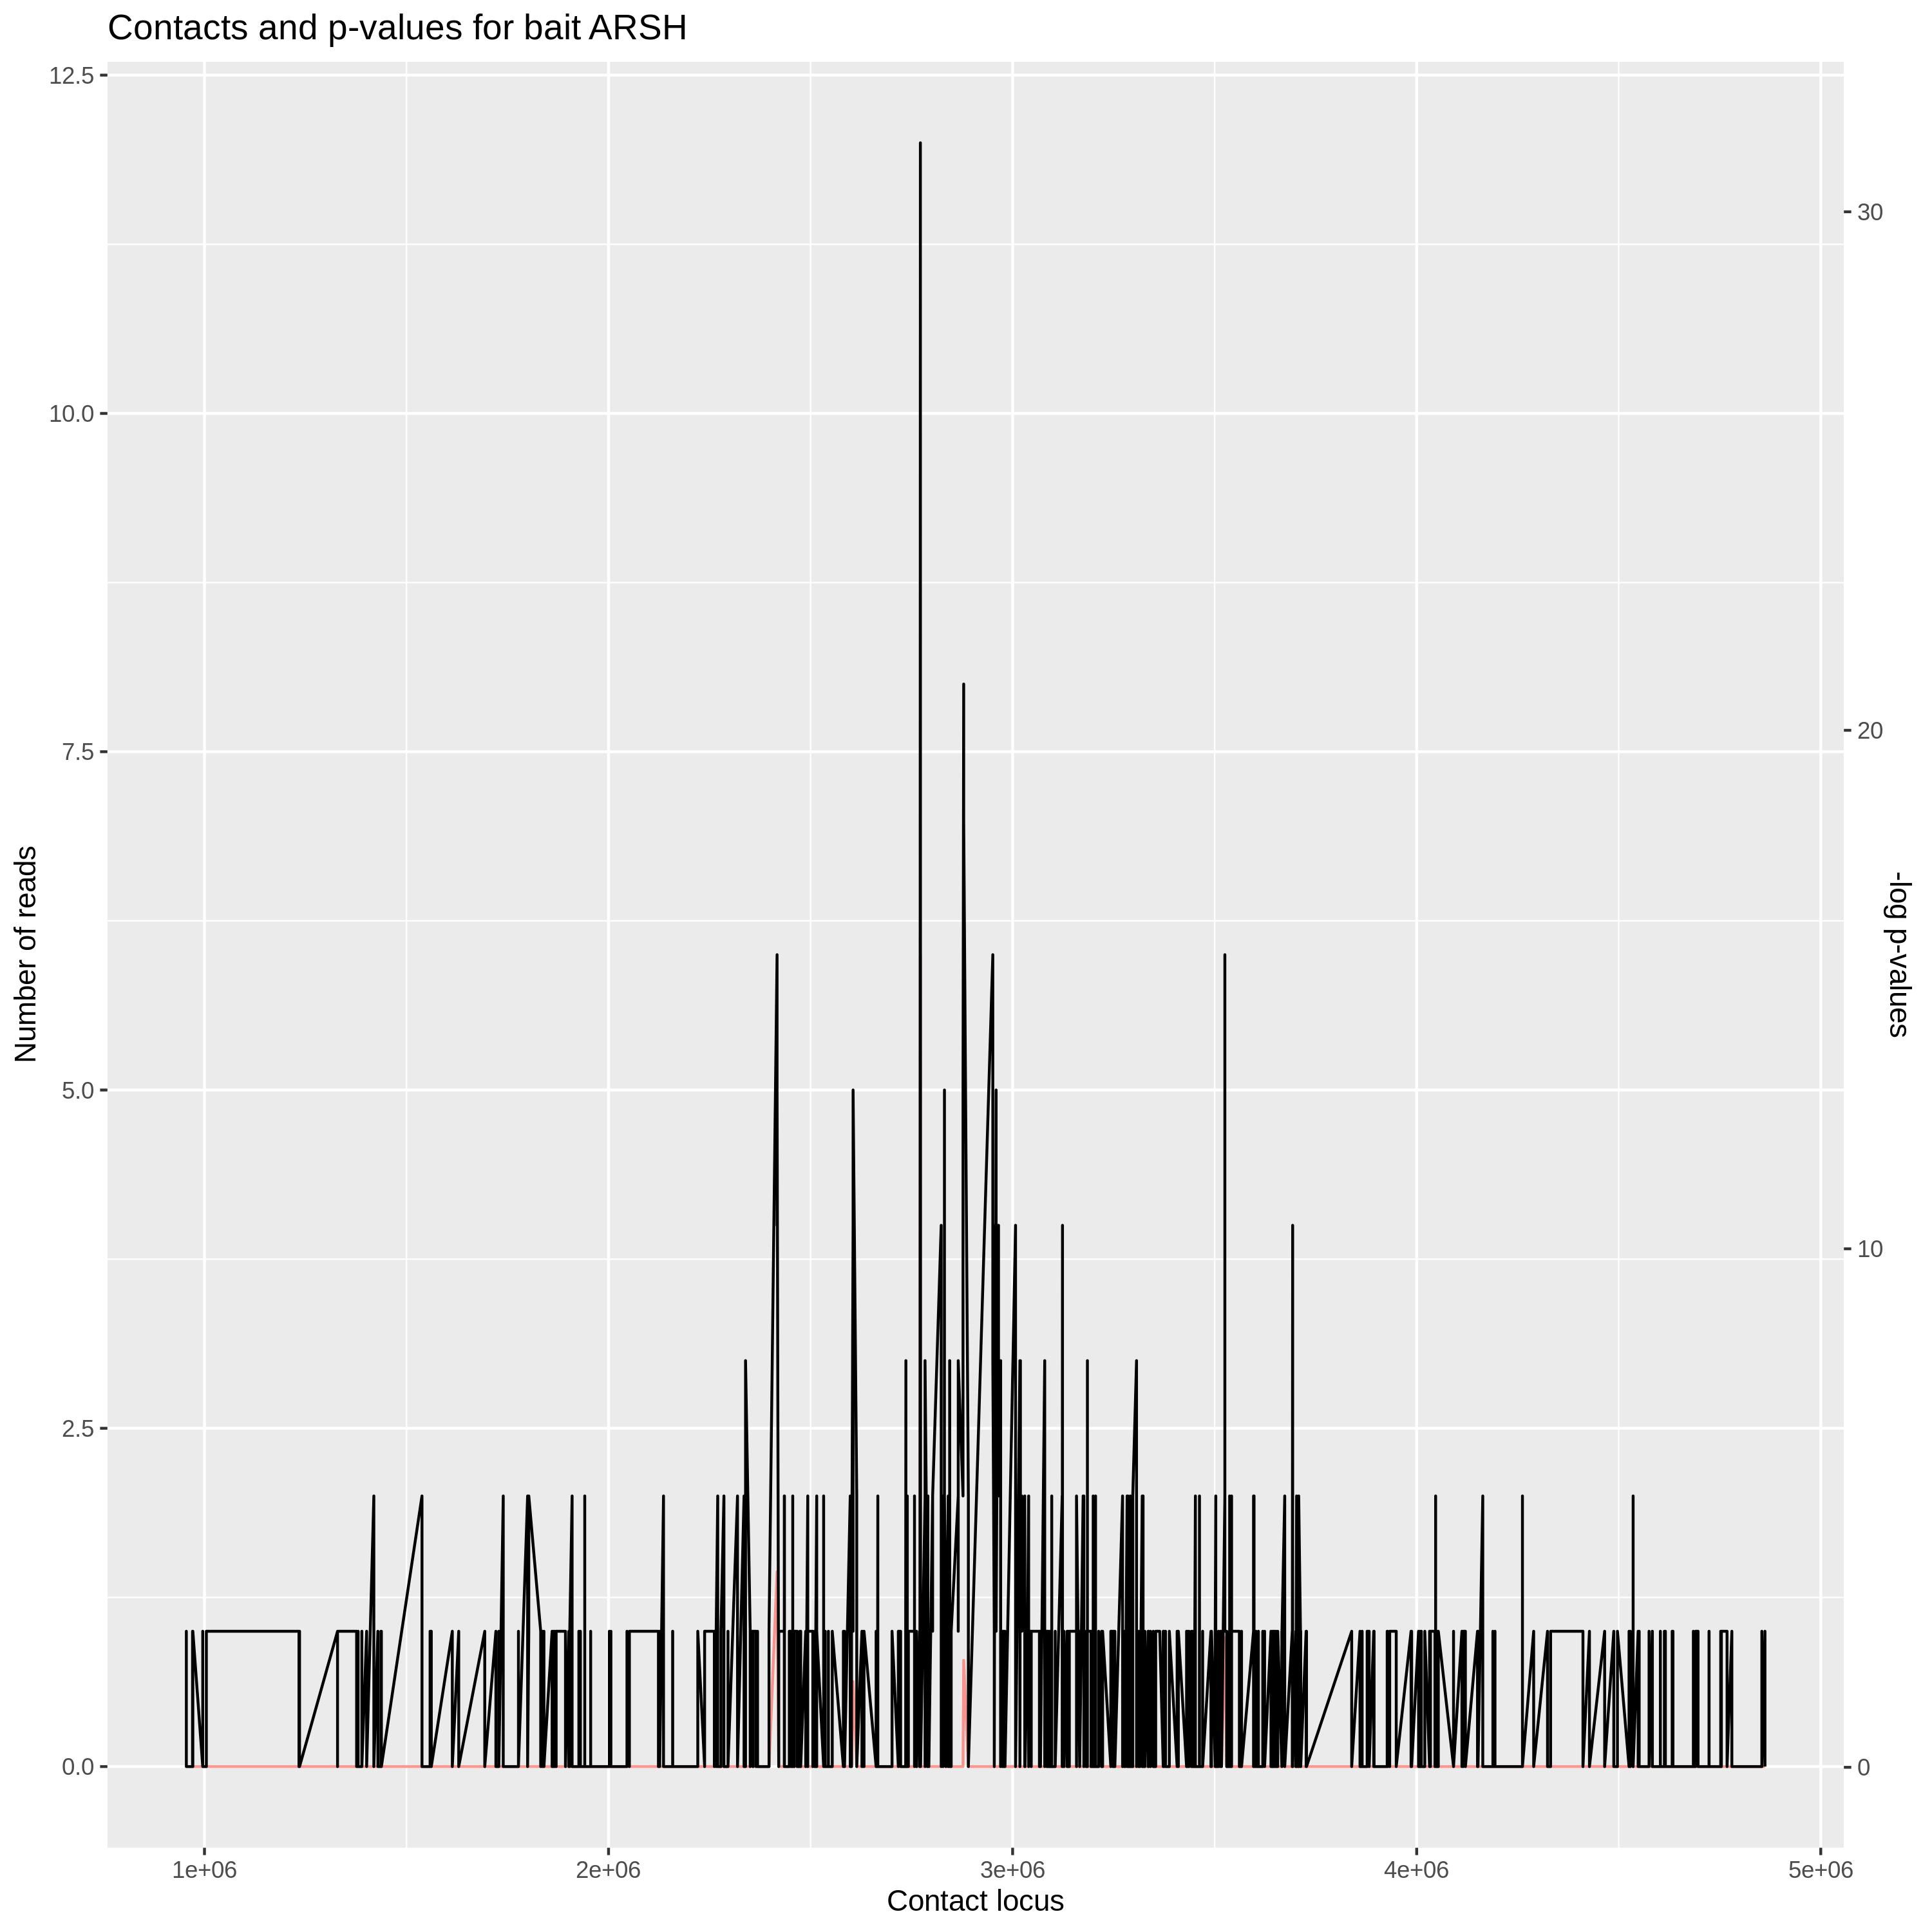 Contacts and p-values for bait ARSH
12.5
10.0
7.5
5.0
2.5
0.0
Number of reads
30
20
10
0
-log p-values
1e+06
2e+06
3e+06
4e+06
5e+06
Contact locus